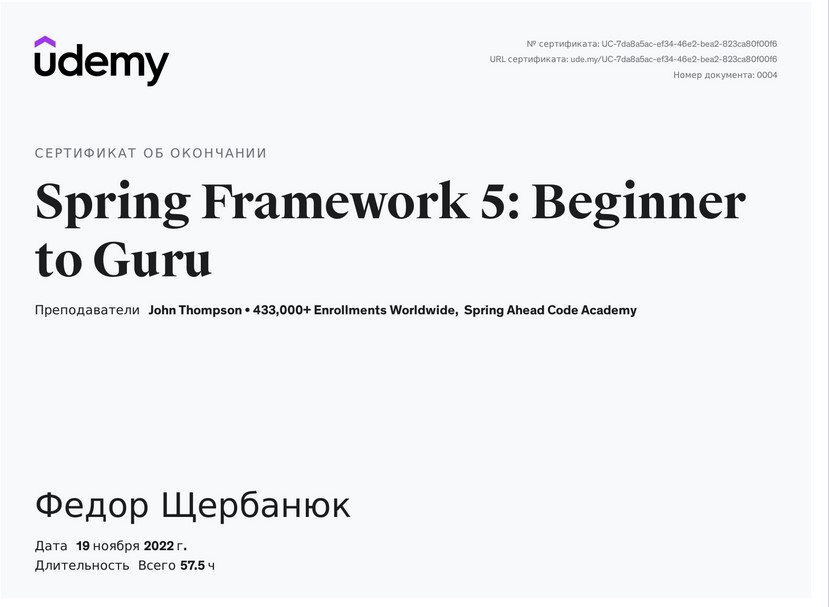 udemy
№ сертификата: UC-7da8a5ac-ef34-46e2-bea2-823ca80f00f6
URL сертификата: ude.my/UC-7da8a5ac-ef34-46e2-bea2-823ca80f00f6
Номер документа: 0004
СЕРТИФИКАТ ОБ ОКОНЧАНИИ
Spring Framework 5: Beginner
to Guru
Преподаватели John Thompson • 433,000+ Enrollments Worldwide, Spring Ahead Code Academy
Федор Щербанюк
Дата 19 ноября 2022 г.
Длительность Всего 57.5 ч